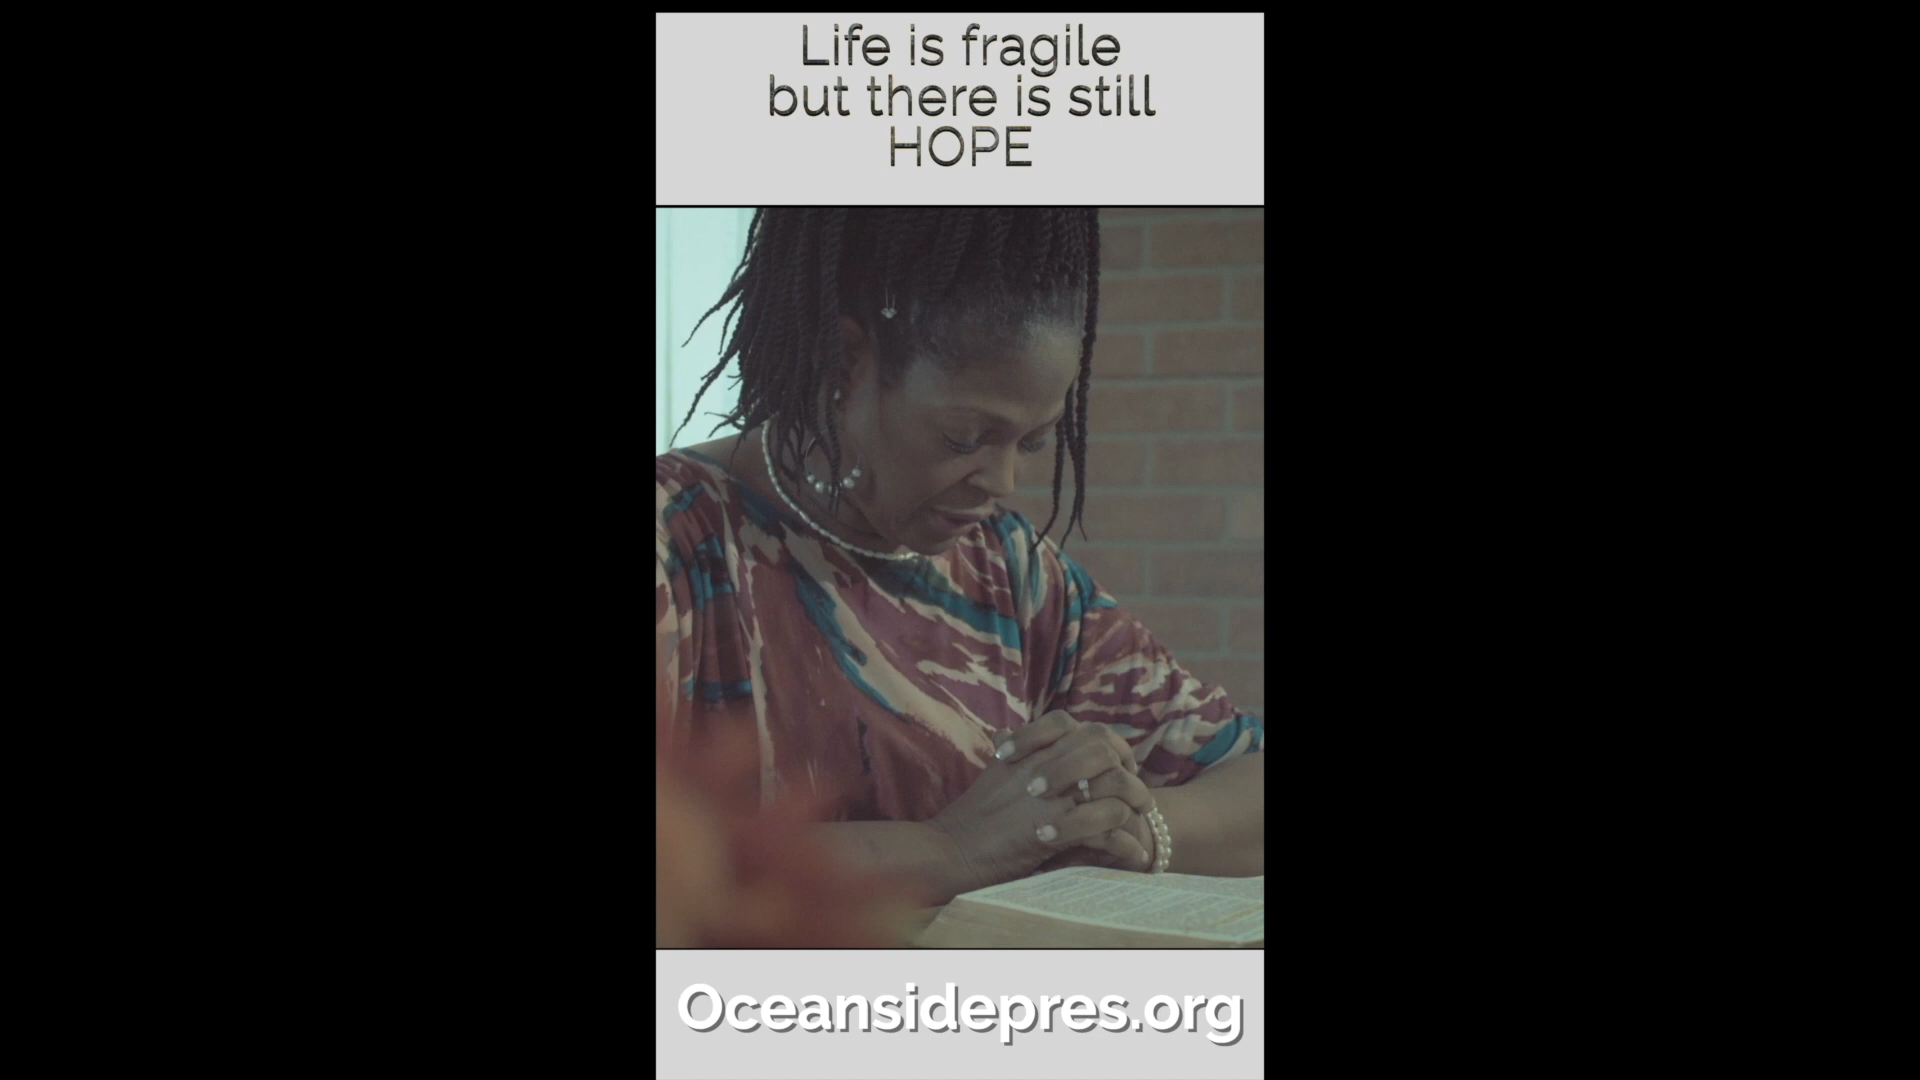 Life is fragile
but there is still
HOPE
Oceansidepres.org